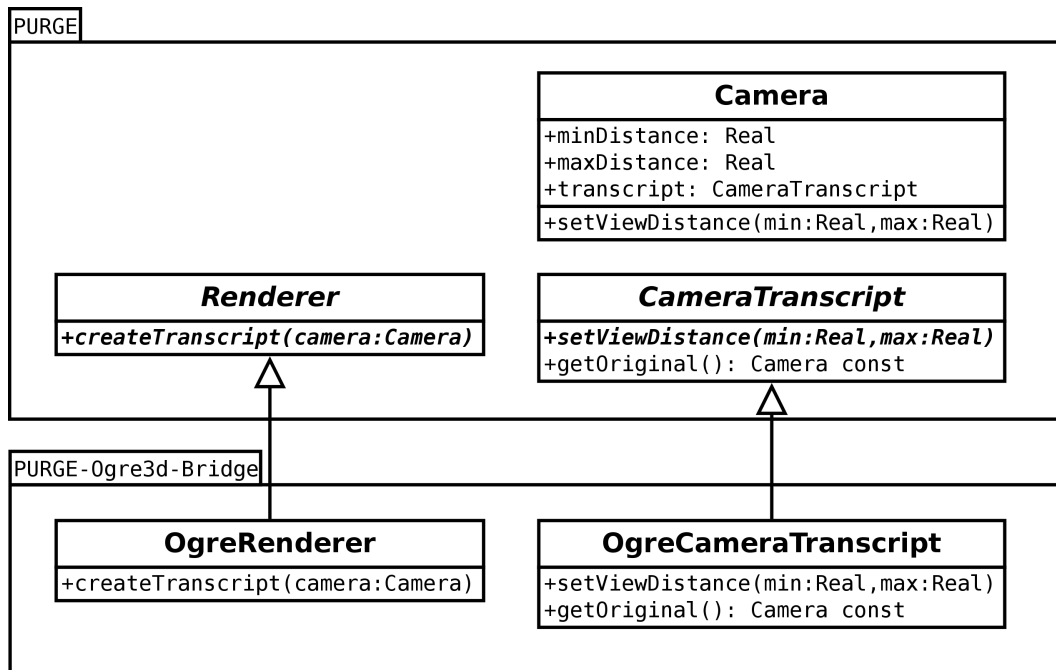 PURGE
Camera
+minDistance: Real
+maxDistance: Real
+transcript: CameraTranscript
+setViewDistance(min:Real,max:Real)
Renderer
+createTranscript(camera:Camera)
CameraTranscript
+setViewDistance(min:Real,max:Real)
+getOriginal(): Camera const
PURGE-Ogre3d-Bridge
OgreRenderer
+createTranscript(camera:Camera)
OgreCameraTranscript
+setViewDistance(min:Real,max:Real)
+getOriginal(): Camera const